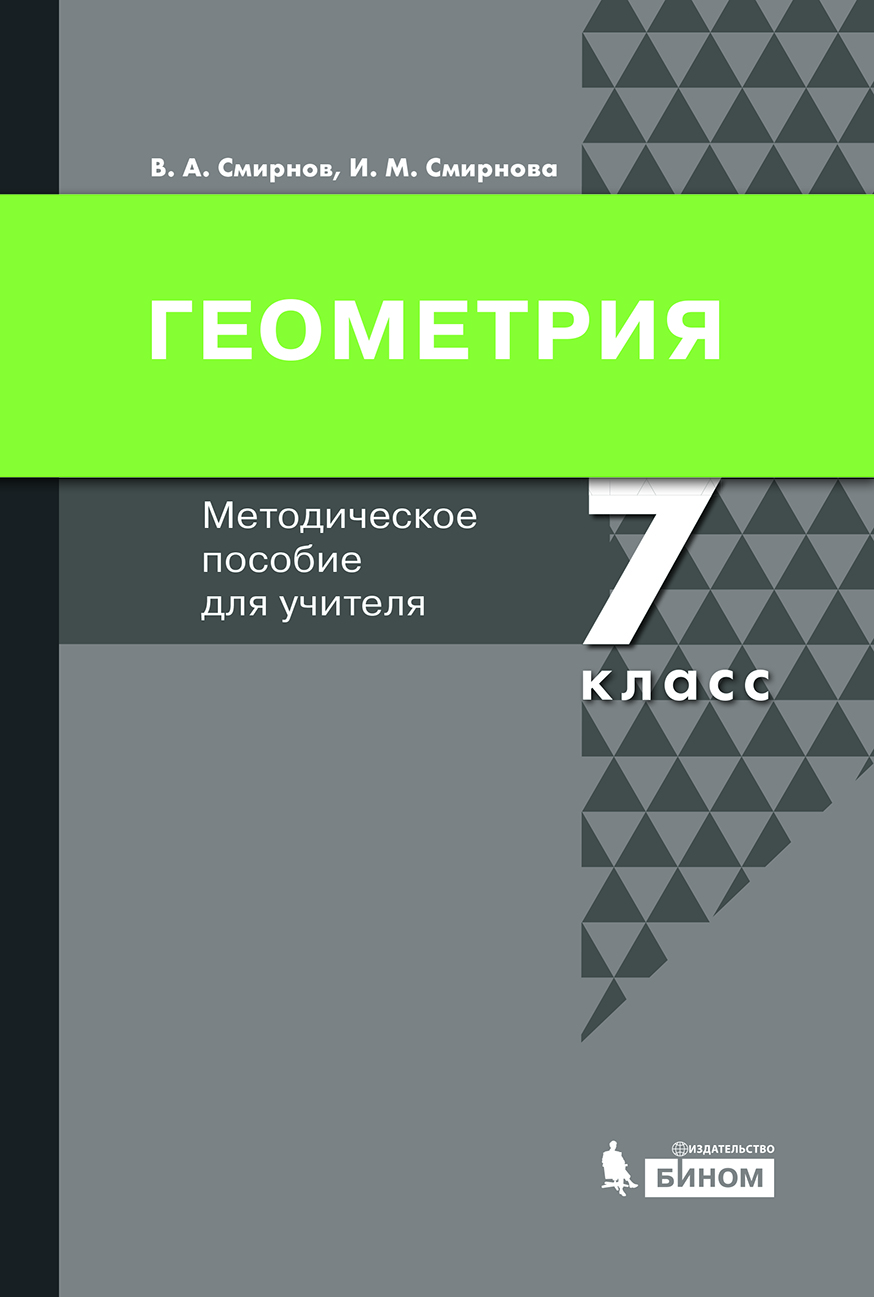 В. А. Смирнов, И. М. Смирнова
ГЕОМЕТРИЯ
Методическое
пособие
для учителя
7
класс
ИЗДАТЕЛЬСТВО
БИНОМ